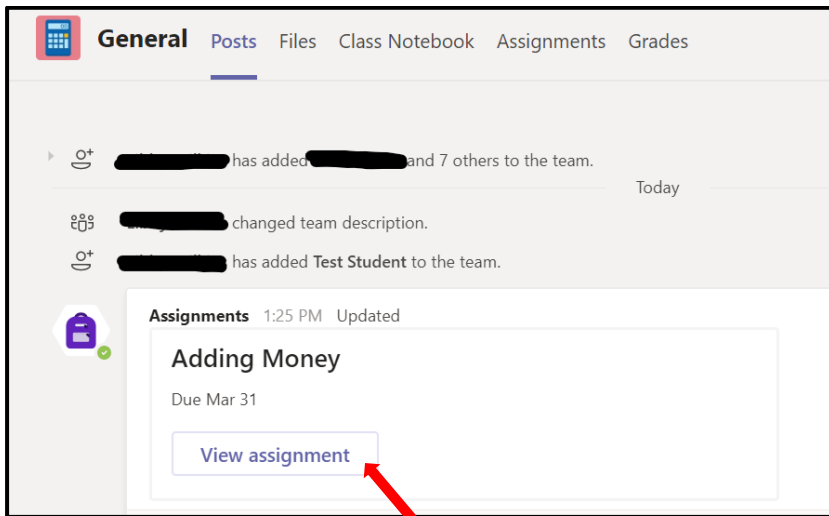 General Posts Files Class Notebook Assignments Grades
has added and 7 others to the team.
Today
changed team description.
has added Test Student to the team.
Assignments 1:25 PM Updated
Adding Money
Due Mar 31
View assignment